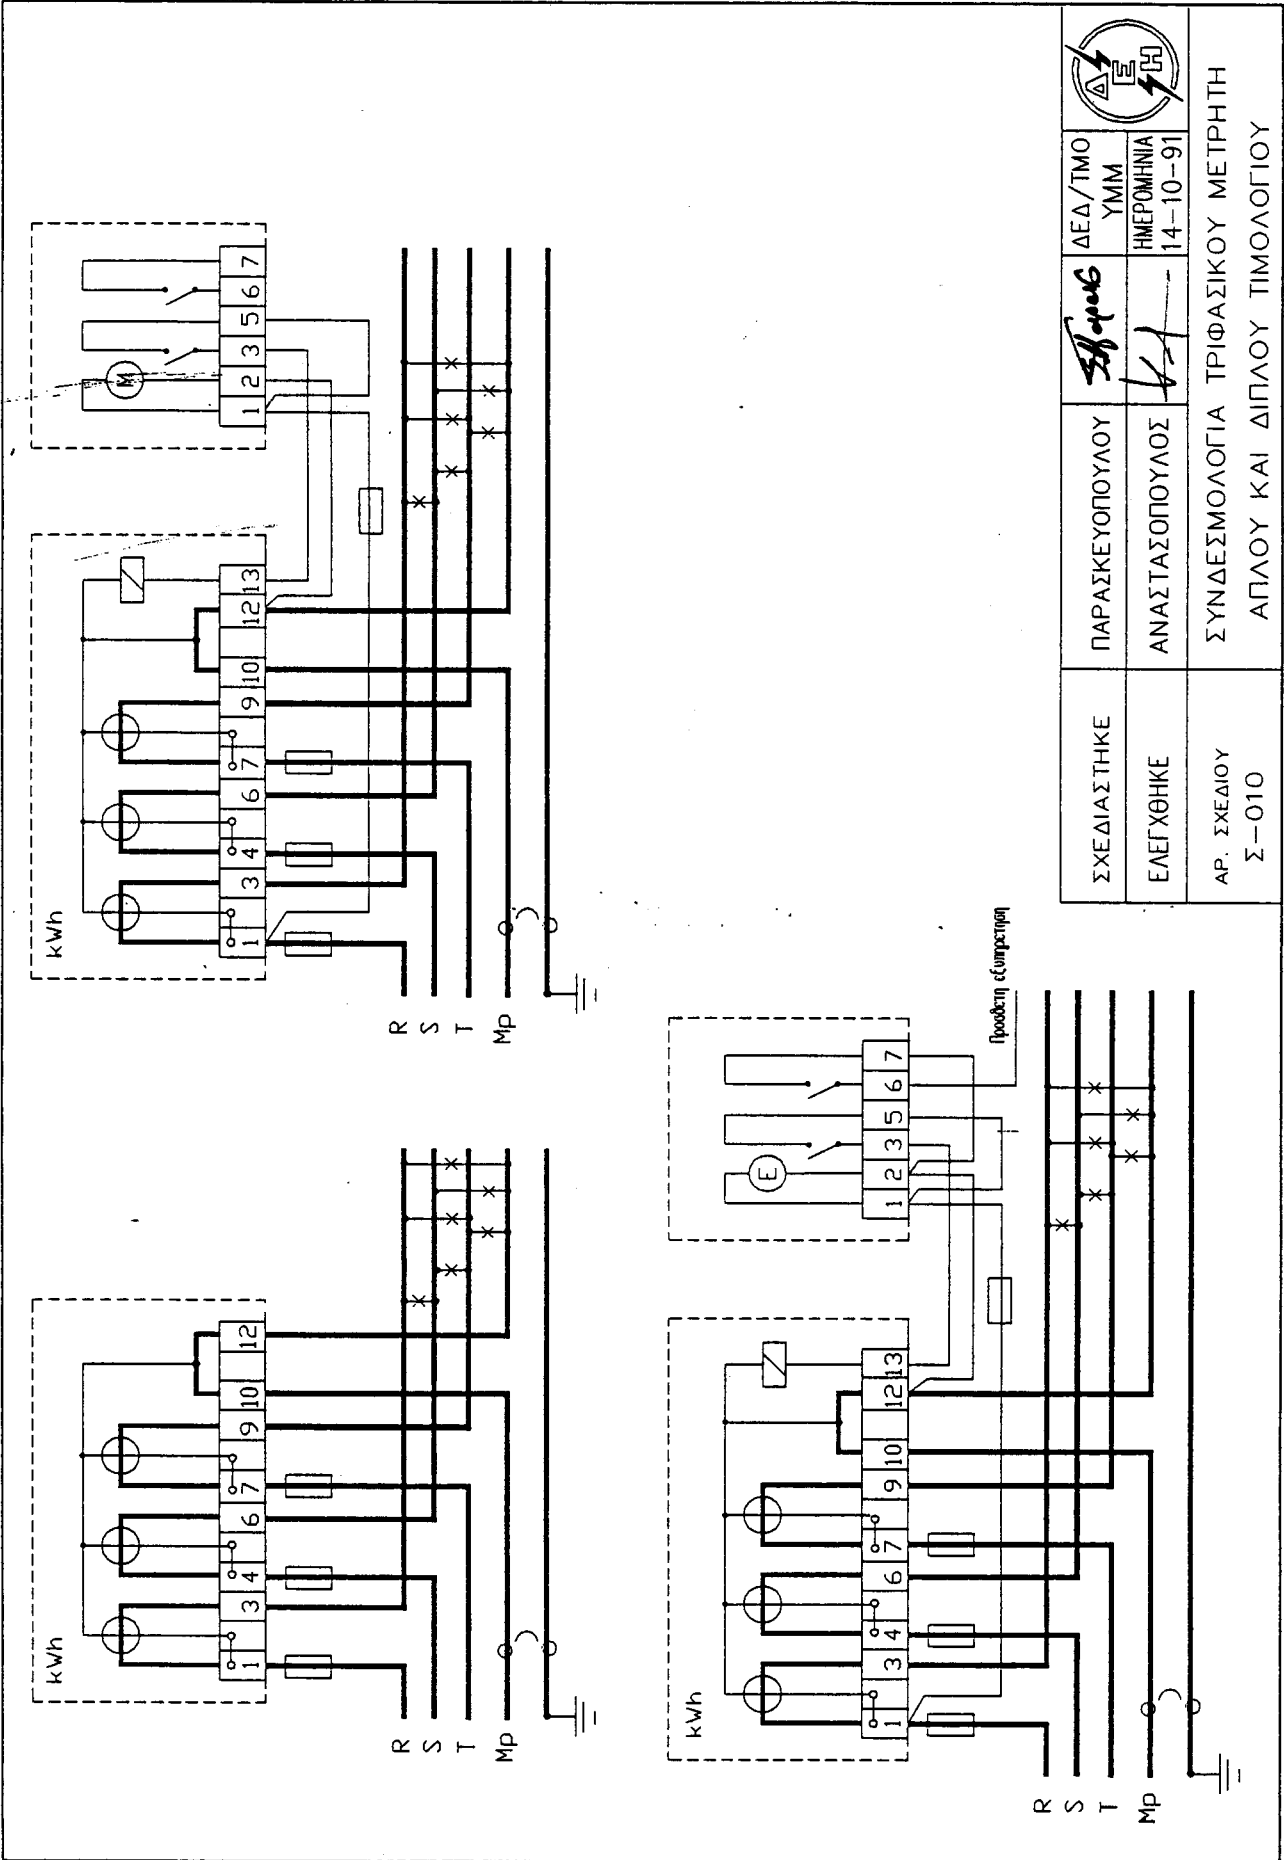 kWh
1 3 4 6 7 9 10 12
R
S
T
Mp
kWh
1 3 4 6 7 9 10 12 13
M
1 2 3 5 6 7
R
S
T
Mp
kWh
1 3 4 6 7 9 10 12 13
E
1 2 3 5 6 7
R
S
T
Mp
Πρόσθετη εξυπηρέτηση
ΣΧΕΔΙΑΣΤΗΚΕ
ΠΑΡΑΣΚΕΥΟΠΟΥΛΟΥ
ΔΕΔ/ΤΜΟ
ΥΜΜ
ΔΕΗ
ΕΛΕΓΧΘΗΚΕ
ΑΝΑΣΤΑΣΟΠΟΥΛΟΣ
ΗΜΕΡΟΜΗΝΙΑ
14-10-91
ΑΡ. ΣΧΕΔΙΟΥ
Σ-010
ΣΥΝΔΕΣΜΟΛΟΓΙΑ ΤΡΙΦΑΣΙΚΟΥ ΜΕΤΡΗΤΗ
ΑΠΛΟΥ ΚΑΙ ΔΙΠΛΟΥ ΤΙΜΟΛΟΓΙΟΥ